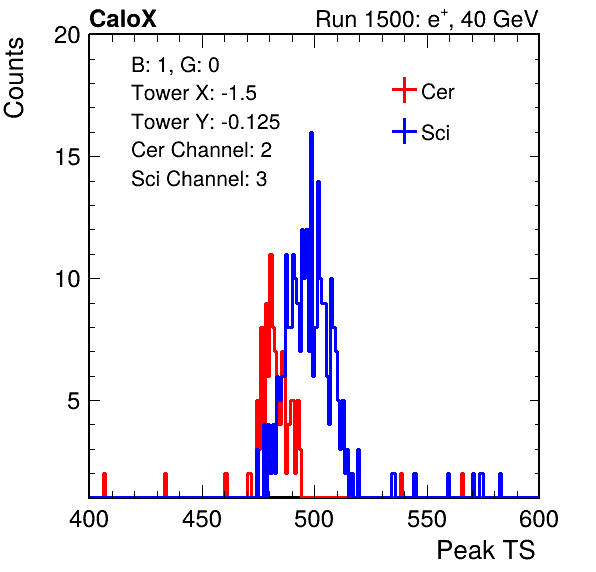 CaloX Run 1500: e⁺, 40 GeV
Counts
20
15
10
5
B: 1, G: 0
Tower X: -1.5
Tower Y: -0.125
Cer Channel: 2
Sci Channel: 3
Cer
Sci
400 450 500 550 600
Peak TS